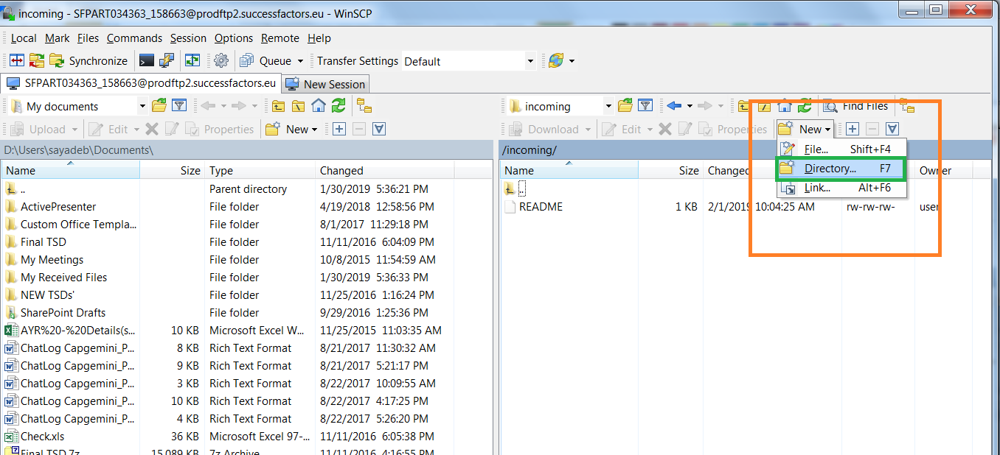 incoming - SFPART034363_158663@prodftp2.successfactors.eu - WinSCP
Local Mark Files Commands Session Options Remote Help
Synchronize Queue Transfer Settings Default
SFPART034363_158663@prodftp2.successfactors.eu New Session
My documents incoming Find Files
Upload Edit Properties New Download Edit Properties New
D:\Users\sayadeb\Documents\ /incoming/ File... Shift+F4
Name Size Type Changed Name Size Changed Directory... F7 Owner
.. Parent directory 1/30/2019 5:36:21 PM .. Link... Alt+F6
ActivePresenter File folder 4/19/2018 12:58:56 PM README 1 KB 2/1/2019 10:04:25 AM rw-rw-rw- user
Custom Office Templa... File folder 8/1/2017 11:29:18 PM
Final TSD File folder 11/11/2016 6:04:09 PM
My Meetings File folder 10/8/2015 11:54:59 AM
My Received Files File folder 1/30/2019 5:36:33 PM
NEW TSDs' File folder 11/25/2016 1:16:24 PM
SharePoint Drafts File folder 9/29/2016 1:25:36 PM
AYR%20-%20Details(s... 10 KB Microsoft Excel W... 11/25/2015 11:03:35 AM
ChatLog Capgemini_P... 8 KB Rich Text Format 8/21/2017 11:30:32 AM
ChatLog Capgemini_P... 9 KB Rich Text Format 8/21/2017 5:21:17 PM
ChatLog Capgemini_P... 3 KB Rich Text Format 8/22/2017 10:09:55 AM
ChatLog Capgemini_P... 10 KB Rich Text Format 8/22/2017 4:17:25 PM
ChatLog Capgemini_P... 4 KB Rich Text Format 8/22/2017 5:26:20 PM
Check.xls 36 KB Microsoft Excel 97-... 11/11/2016 6:05:38 PM
Final TSD.7z 15,089 KB 7z Archive 11/11/2016 4:16:55 PM